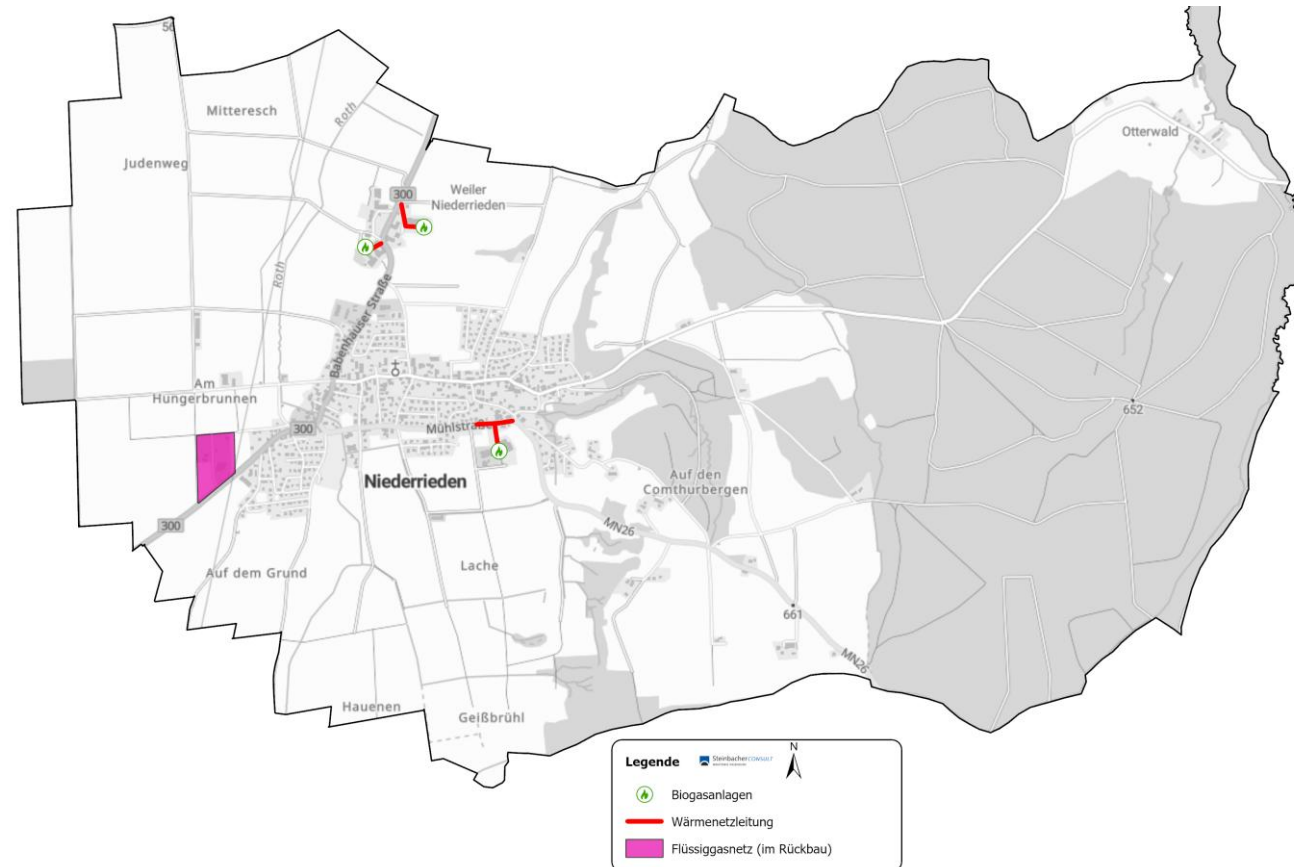 56
Mitteresch
Roth
Judenweg
Otterwald
300
Weiler
Niederrieden
Roth
Babenhauser Straße
Am
Hungerbrunnen
652
300
Mühlstraße
Niederrieden
Auf den
Comthurbergen
300
MN26
Auf dem Grund
Lache
661
MN26
Hauenen
Geißbrühl
Legende
SteinbacherCONSULT
N
Biogasanlagen
Wärmenetzleitung
Flüssiggasnetz (im Rückbau)